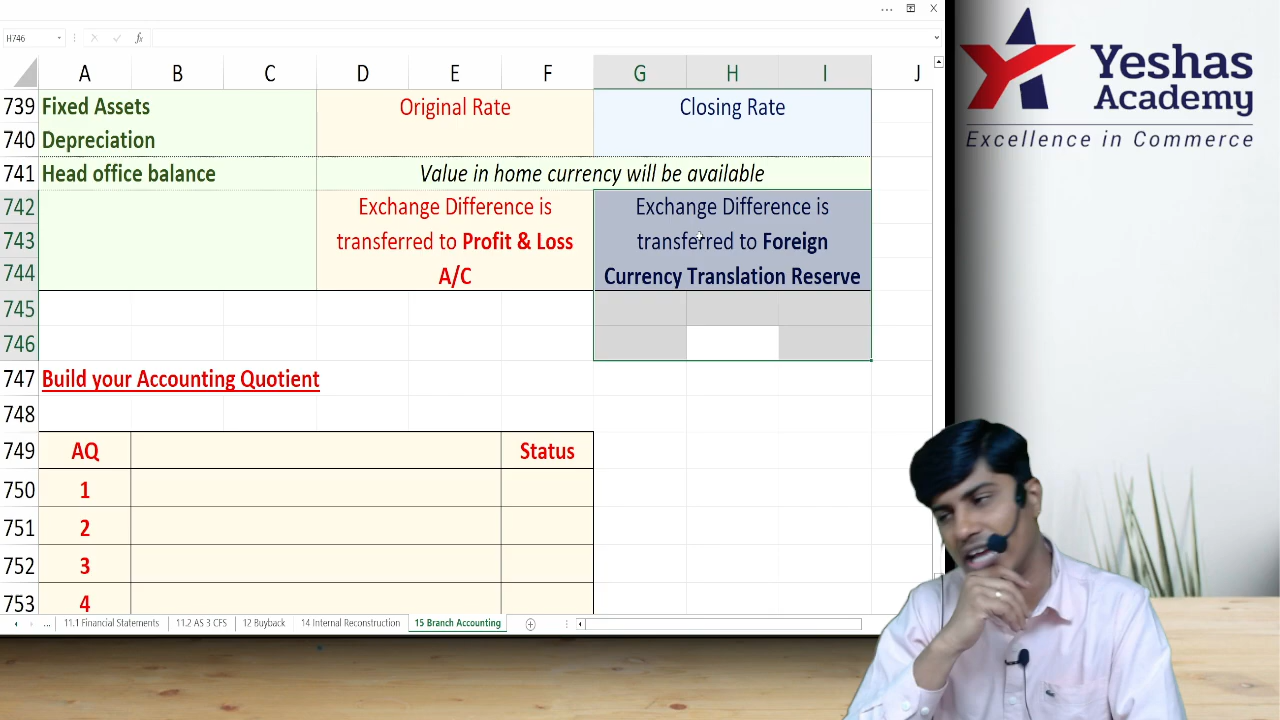 H746
fx
A B C D E F G H I J
739 Fixed Assets Original Rate Closing Rate
740 Depreciation
741 Head office balance Value in home currency will be available
742 Exchange Difference is Exchange Difference is
743 transferred to Profit & Loss transferred to Foreign
744 A/C Currency Translation Reserve
745
746
747 Build your Accounting Quotient
748
749 AQ Status
750 1
751 2
752 3
753 4
... 11.1 Financial Statements 11.2 AS 3 CFS 12 Buyback 14 Internal Reconstruction 15 Branch Accounting
Yeshas
Academy
Excellence in Commerce